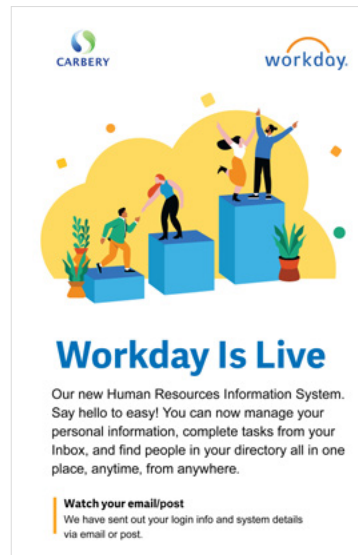 CARBERY
workday.
Workday Is Live
Our new Human Resources Information System.
Say hello to easy! You can now manage your
personal information, complete tasks from your
Inbox, and find people in your directory all in one
place, anytime, from anywhere.
Watch your email/post
We have sent out your login info and system details
via email or post.